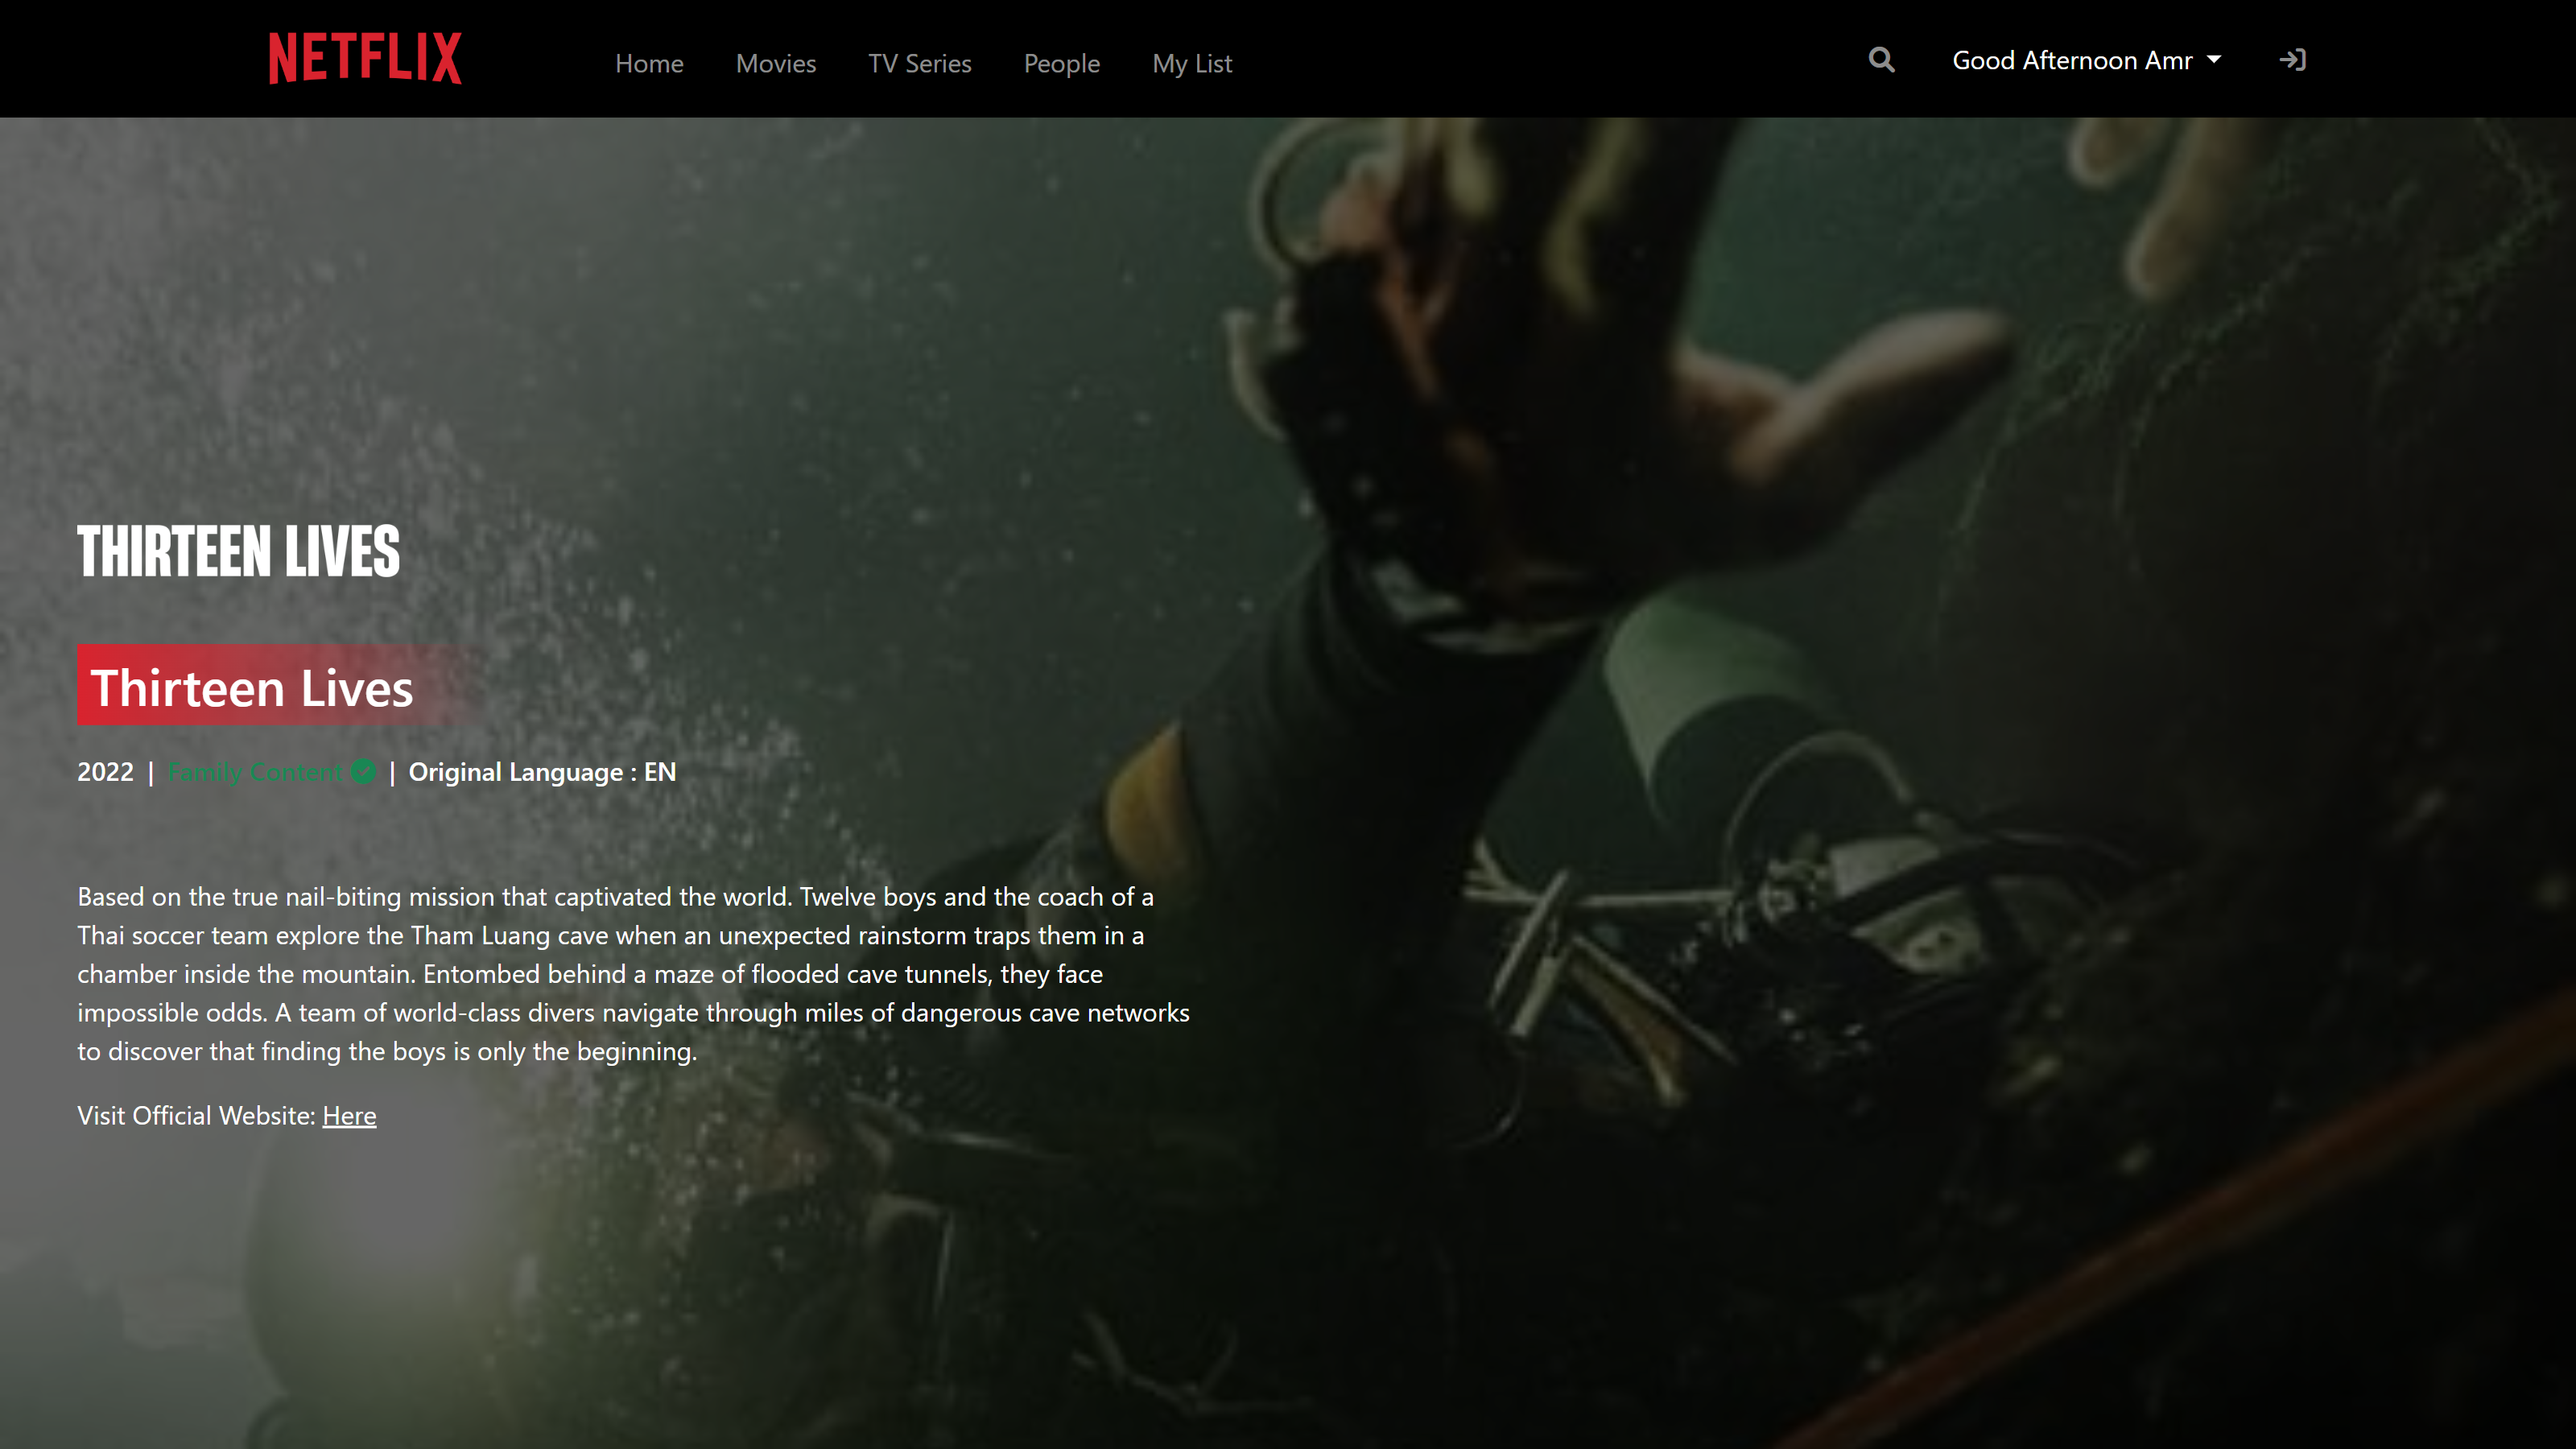 NETFLIX
Home Movies TV Series People My List
Good Afternoon Amr
THIRTEEN LIVES
Thirteen Lives
2022 | Family Content | Original Language : EN
Based on the true nail-biting mission that captivated the world. Twelve boys and the coach of a
Thai soccer team explore the Tham Luang cave when an unexpected rainstorm traps them in a
chamber inside the mountain. Entombed behind a maze of flooded cave tunnels, they face
impossible odds. A team of world-class divers navigate through miles of dangerous cave networks
to discover that finding the boys is only the beginning.
Visit Official Website: Here